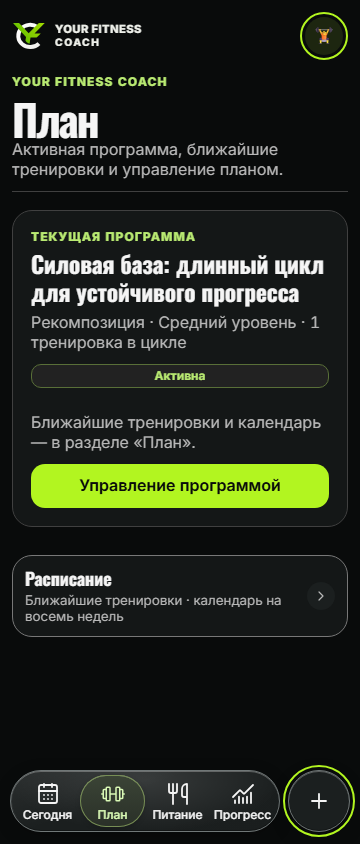 YOUR FITNESS
COACH
YOUR FITNESS COACH
План
Активная программа, ближайшие
тренировки и управление планом.
ТЕКУЩАЯ ПРОГРАММА
Силовая база: длинный цикл
для устойчивого прогресса
Рекомпозиция · Средний уровень · 1
тренировка в цикле
Активна
Ближайшие тренировки и календарь
— в разделе «План».
Управление программой
Расписание
Ближайшие тренировки · календарь на
восемь недель
Сегодня План Питание Прогресс